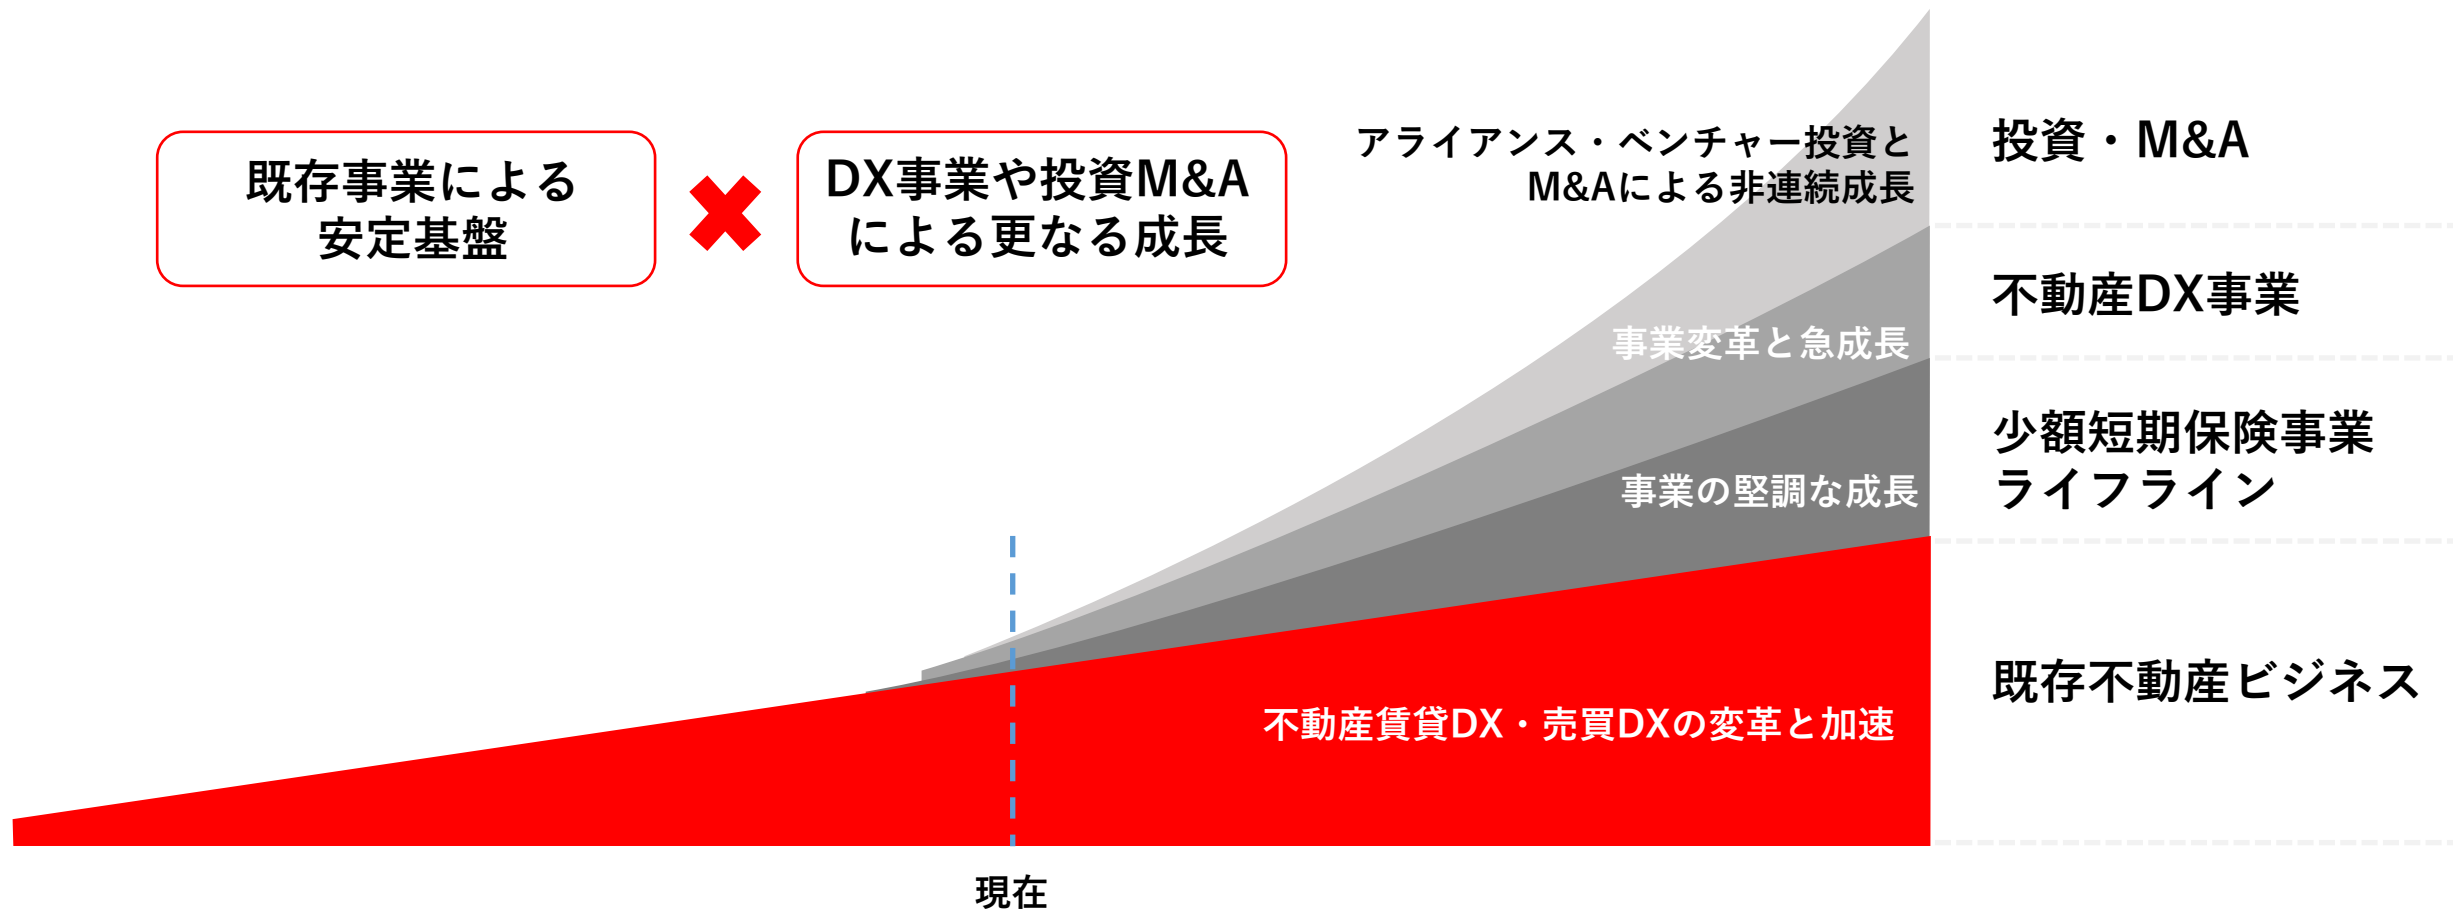 既存事業による
安定基盤
DX事業や投資M&A
による更なる成長
アライアンス・ベンチャー投資と
M&Aによる非連続成長
投資・M&A
事業変革と急成長
不動産DX事業
事業の堅調な成長
少額短期保険事業
ライフライン
不動産賃貸DX・売買DXの変革と加速
既存不動産ビジネス
現在